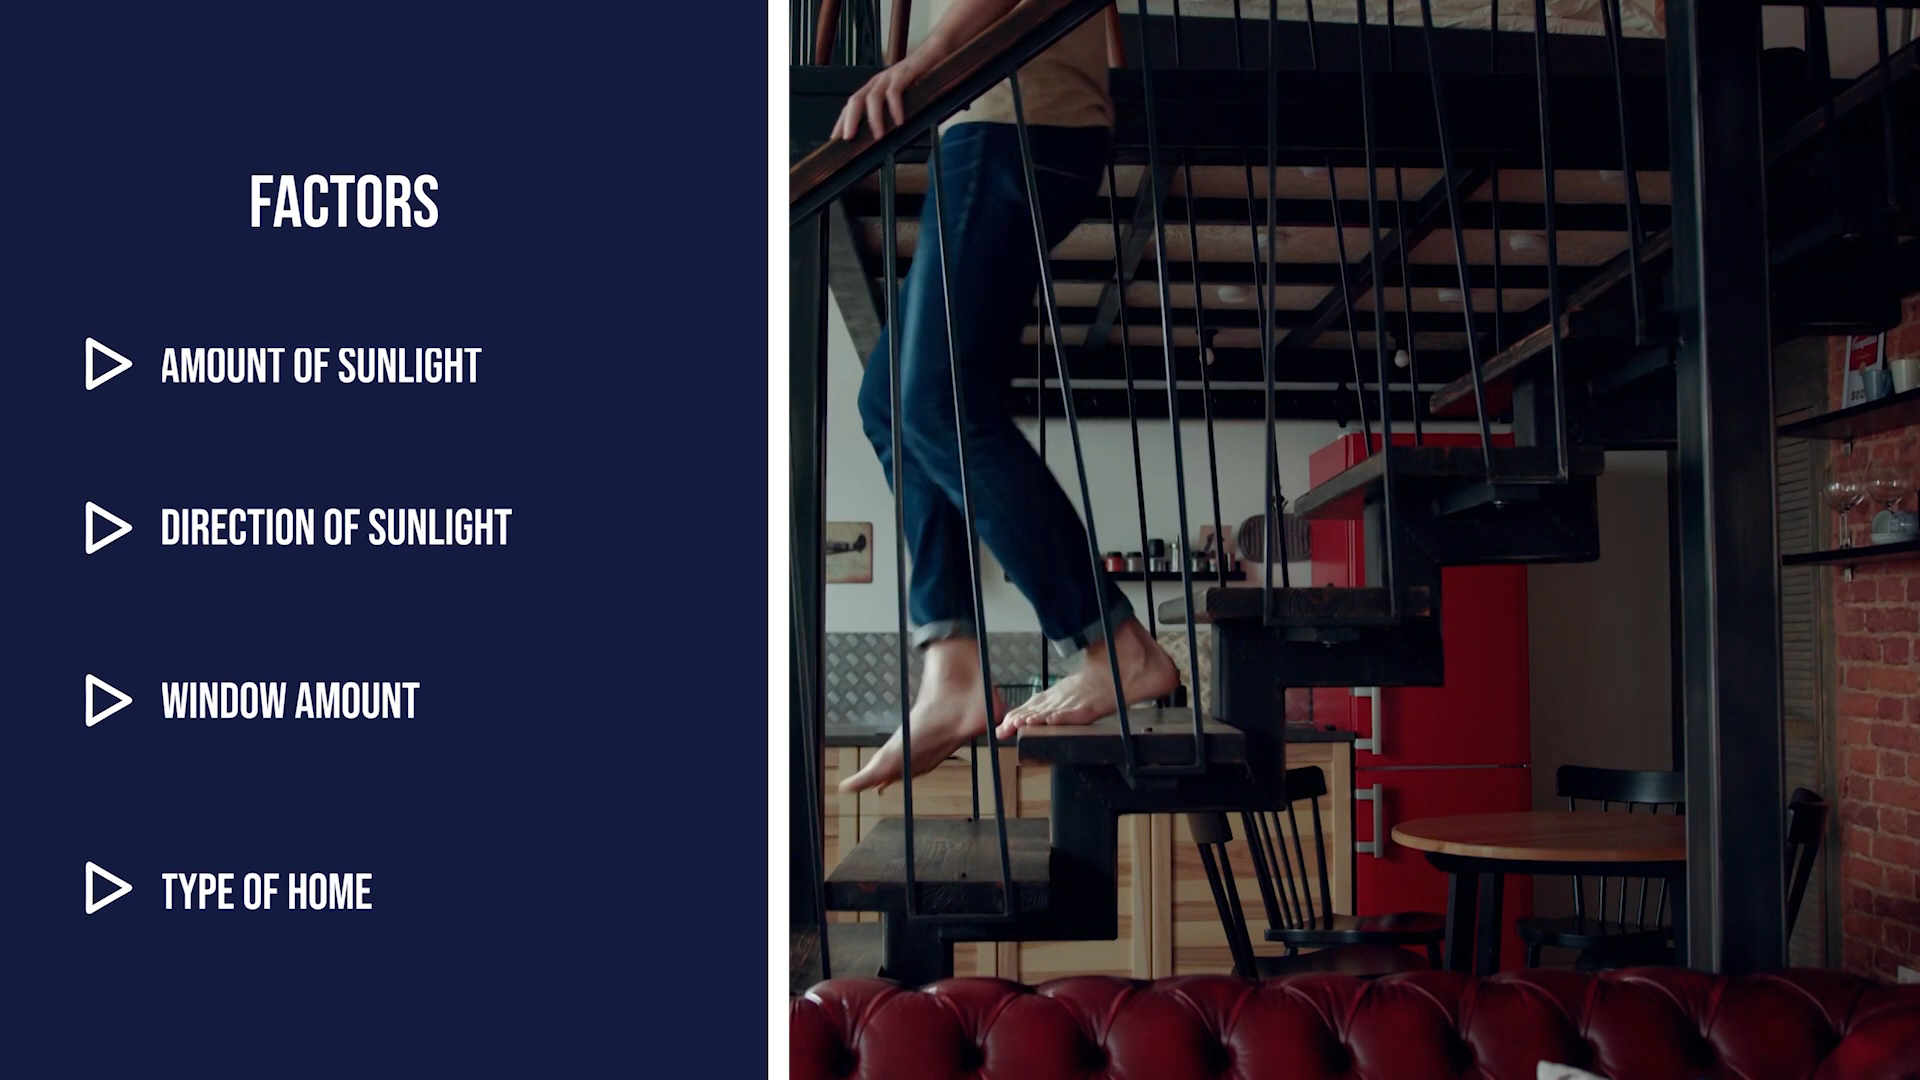 FACTORS
AMOUNT OF SUNLIGHT
DIRECTION OF SUNLIGHT
WINDOW AMOUNT
TYPE OF HOME